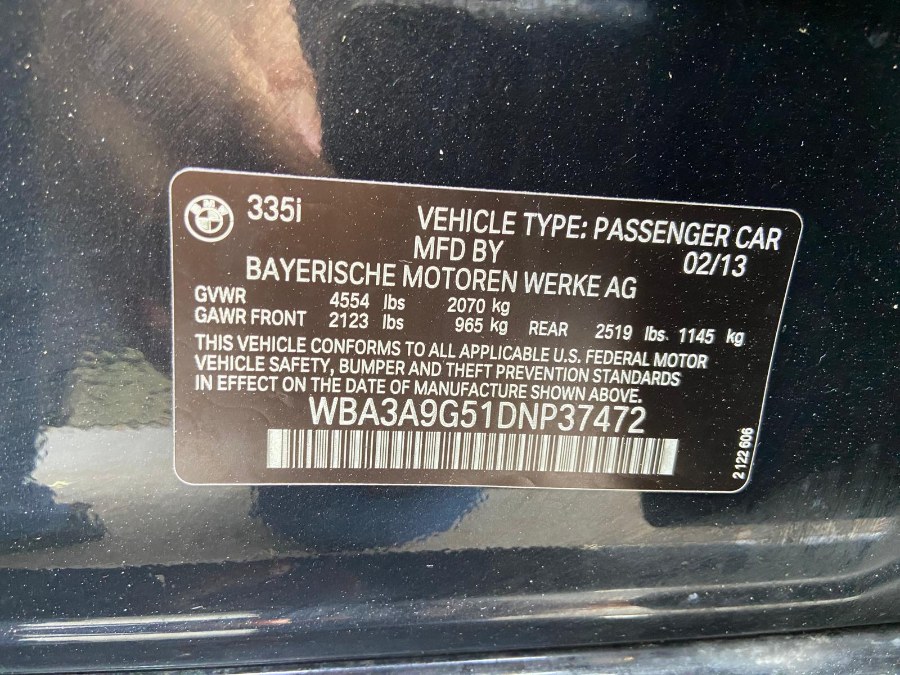 335i
VEHICLE TYPE: PASSENGER CAR
MFD BY 02/13
BAYERISCHE MOTOREN WERKE AG
GVWR 4554 lbs 2070 kg
GAWR FRONT 2123 lbs 965 kg REAR 2519 lbs 1145 kg
THIS VEHICLE CONFORMS TO ALL APPLICABLE U.S. FEDERAL MOTOR
VEHICLE SAFETY, BUMPER AND THEFT PREVENTION STANDARDS
IN EFFECT ON THE DATE OF MANUFACTURE SHOWN ABOVE.
WBA3A9G51DNP37472
2 122 606